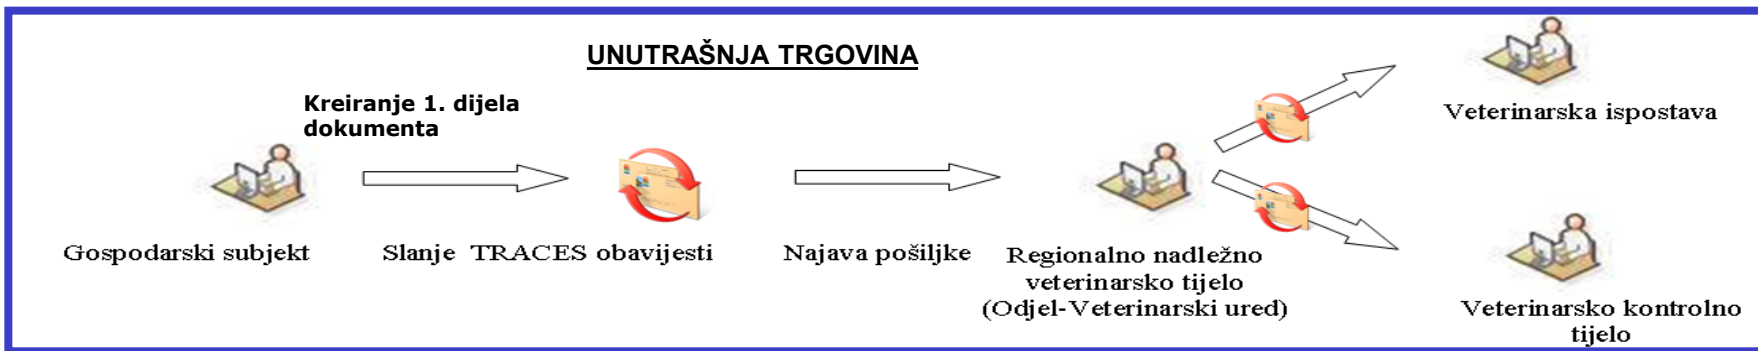 UNUTRAŠNJA TRGOVINA
Kreiranje 1. dijela
dokumenta
Gospodarski subjekt
Slanje TRACES obavijesti
Najava pošiljke
Regionalno nadležno
veterinarsko tijelo
(Odjel-Veterinarski ured)
Veterinarska ispostava
Veterinarsko kontrolno
tijelo